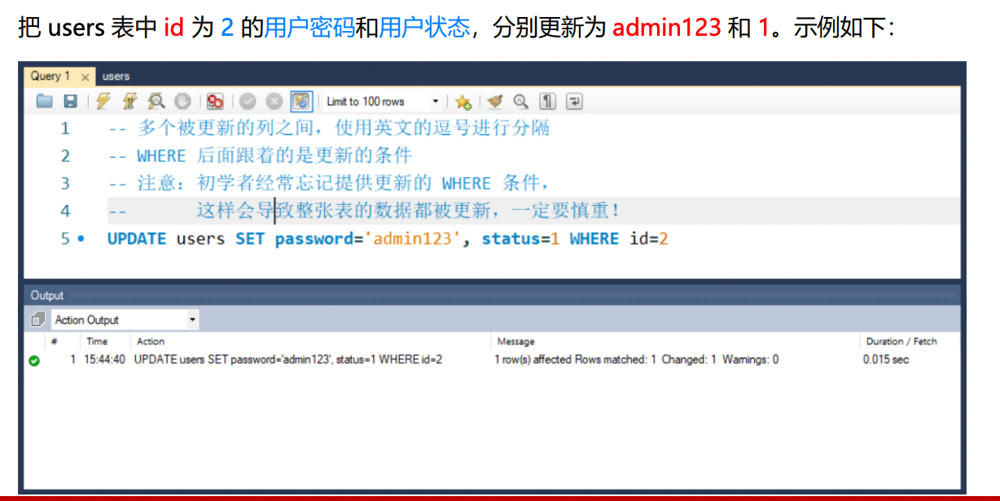 把 users 表中 id 为 2 的用户密码和用户状态，分别更新为 admin123 和 1。示例如下：
Query 1 × users
Limit to 100 rows
1 -- 多个被更新的列之间，使用英文的逗号进行分隔
2 -- WHERE 后面跟着的是更新的条件
3 -- 注意：初学者经常忘记提供更新的 WHERE 条件，
4 -- 这样会导致整张表的数据都被更新，一定要慎重！
5 UPDATE users SET password='admin123', status=1 WHERE id=2
Output
Action Output
# Time Action Message Duration / Fetch
1 15:44:40 UPDATE users SET password='admin123', status=1 WHERE id=2 1 row(s) affected Rows matched: 1 Changed: 1 Warnings: 0 0.015 sec